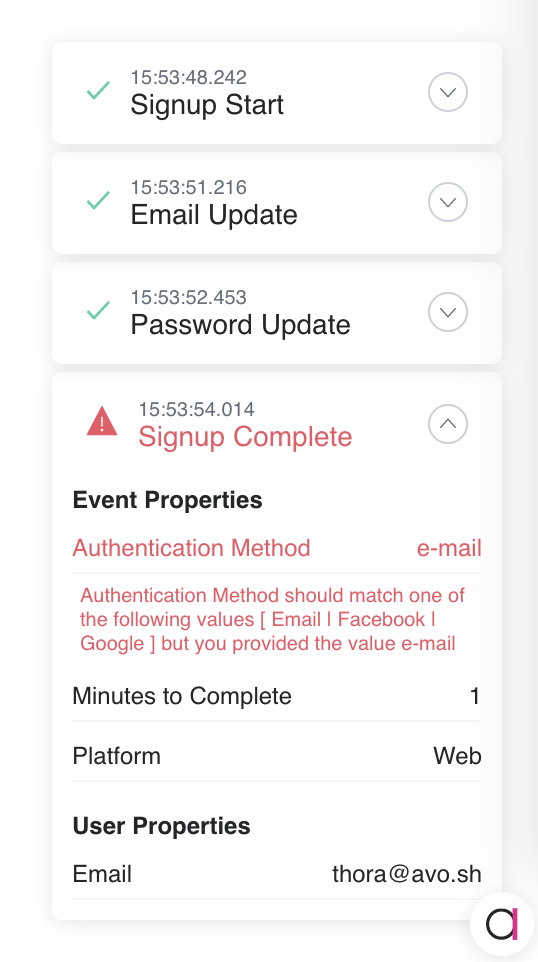 15:53:48.242
Signup Start
15:53:51.216
Email Update
15:53:52.453
Password Update
15:53:54.014
Signup Complete
Event Properties
Authentication Method e-mail
Authentication Method should match one of
the following values [ Email | Facebook |
Google ] but you provided the value e-mail
Minutes to Complete 1
Platform Web
User Properties
Email thora@avo.sh